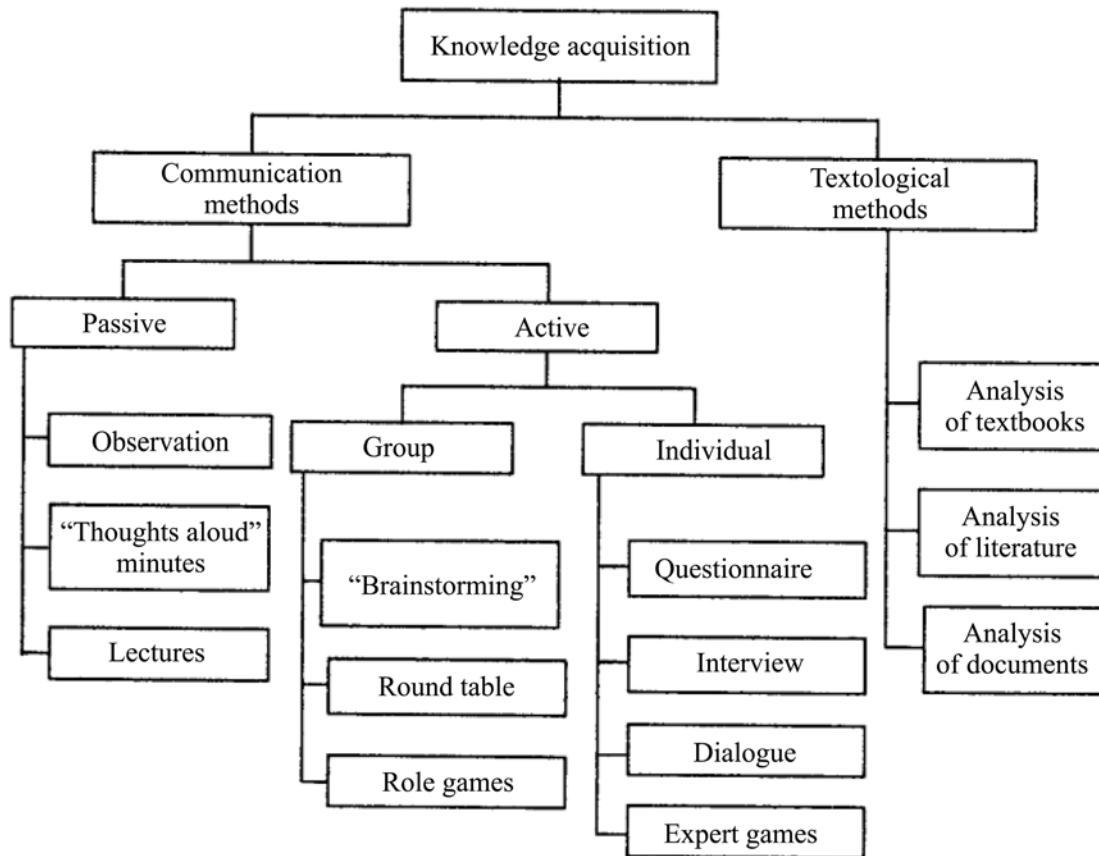 Knowledge acquisition
Communication
methods
Textological
methods
Passive
Active
Observation
“Thoughts aloud”
minutes
Lectures
Group
Individual
“Brainstorming”
Round table
Role games
Questionnaire
Interview
Dialogue
Expert games
Analysis
of textbooks
Analysis
of literature
Analysis
of documents